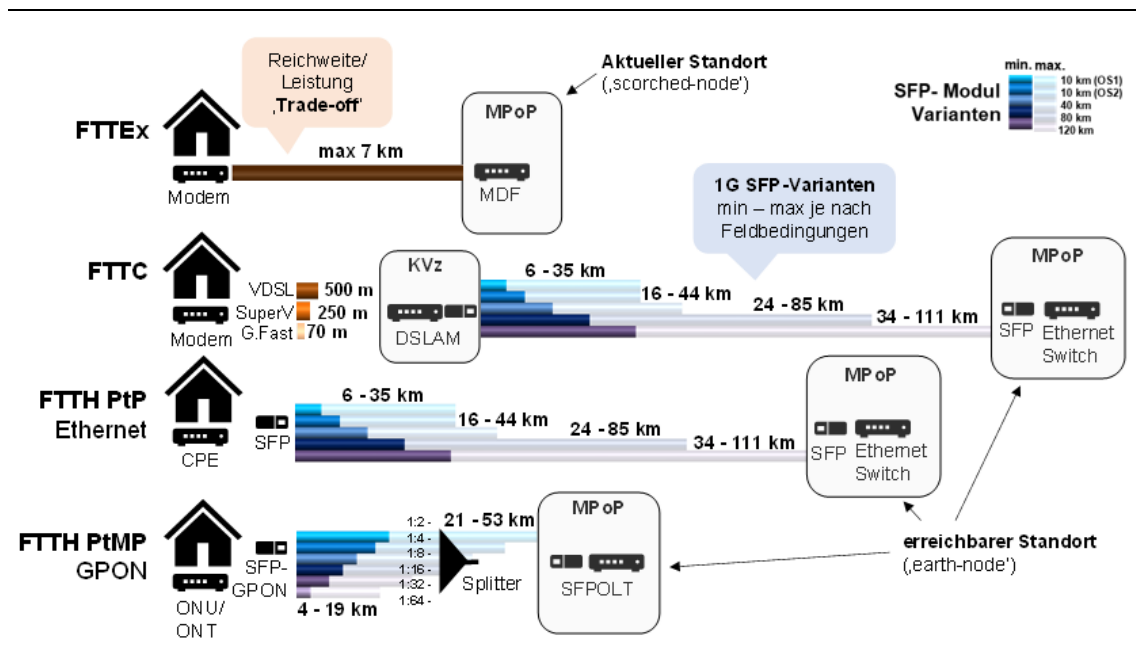 Reichweite/
Leistung
‚Trade-off'
Aktueller Standort
(‚scorched-node')
min. max.
10 km (OS1)
10 km (OS2)
40 km
80 km
120 km
SFP- Modul
Varianten
FTTEx
Modem
max 7 km
MPoP
MDF
1G SFP-Varianten
min – max je nach
Feldbedingungen
FTTC
Modem
VDSL 500 m
SuperV 250 m
G.Fast 70 m
KVz
DSLAM
6 - 35 km
16 - 44 km
24 - 85 km
34 - 111 km
MPoP
SFP Ethernet
Switch
FTTH PtP
Ethernet
CPE
SFP
6 - 35 km
16 - 44 km
24 - 85 km
34 - 111 km
MPoP
SFP Ethernet
Switch
FTTH PtMP
GPON
ONU/
ONT
SFP-
GPON
1:2 -
1:4 -
1:8 -
1:16 -
1:32 -
1:64 -
21 - 53 km
4 - 19 km
Splitter
MPoP
SFPOLT
erreichbarer Standort
(‚earth-node')